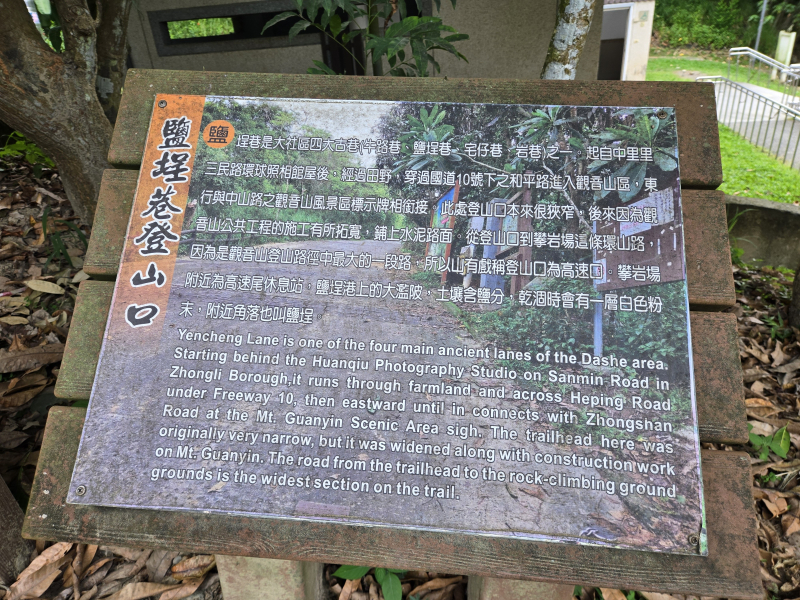 鹽埕巷登山口
鹽埕巷是大社區四大古巷(牛路巷、鹽埕巷、宅仔巷、岩巷)之一。起自中里里
三民路環球照相館屋後,經過田野,穿過國道10號下之和平路進入觀音山區,東
行與中山路之觀音山風景區標示牌相銜接。此處登山口本來很狹窄,後來因為觀
音山公共工程的施工有所拓寬,鋪上水泥路面。從登山口到攀岩場這條環山路,
因為是觀音山登山路徑中最大的一段路,所以山友戲稱登山口為高速口。攀岩場
附近為高速尾休息站。鹽埕巷上的大濫陂,土壤含鹽分,乾涸時會有一層白色粉
末,附近角落也叫鹽埕
Yencheng Lane is one of the four main ancient lanes of the Dashe area.
Starting behind the Huanqiu Photography Studio on Sanmin Road in
Zhongli Borough,it runs through farmland and across Heping Road
under Freeway 10, then eastward until in connects with Zhongshan
Road at the Mt. Guanyin Scenic Area sigh. The trailhead here was
originally very narrow, but it was widened along with construction work
on Mt. Guanyin. The road from the trailhead to the rock-climbing ground
grounds is the widest section on the trail.